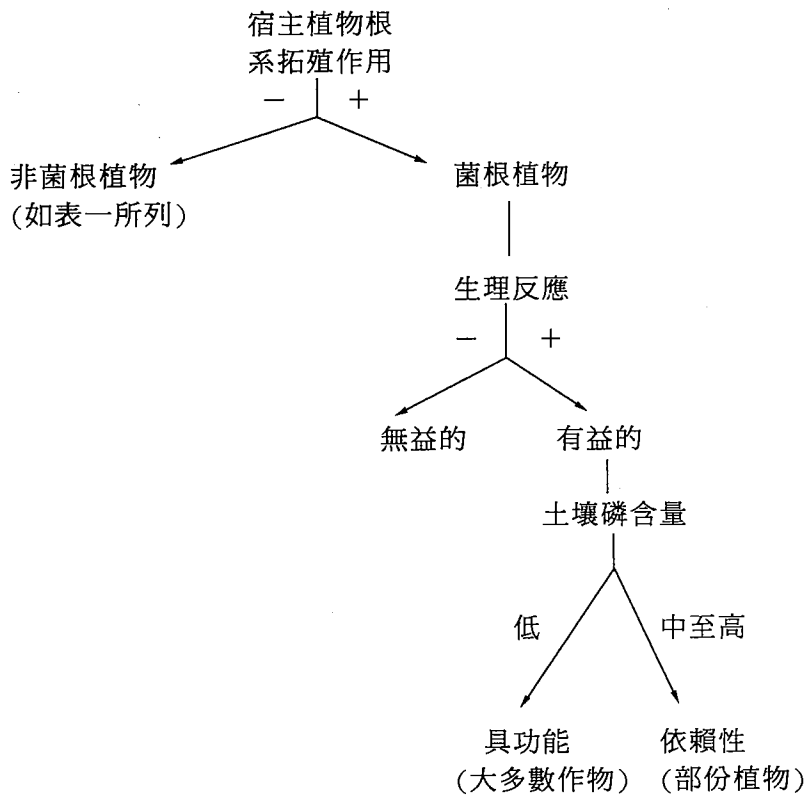 宿主植物根
系拓殖作用
− +
非菌根植物
(如表一所列)
菌根植物
生理反應
− +
無益的
有益的
土壤磷含量
低
中至高
具功能
(大多數作物)
依賴性
(部份植物)